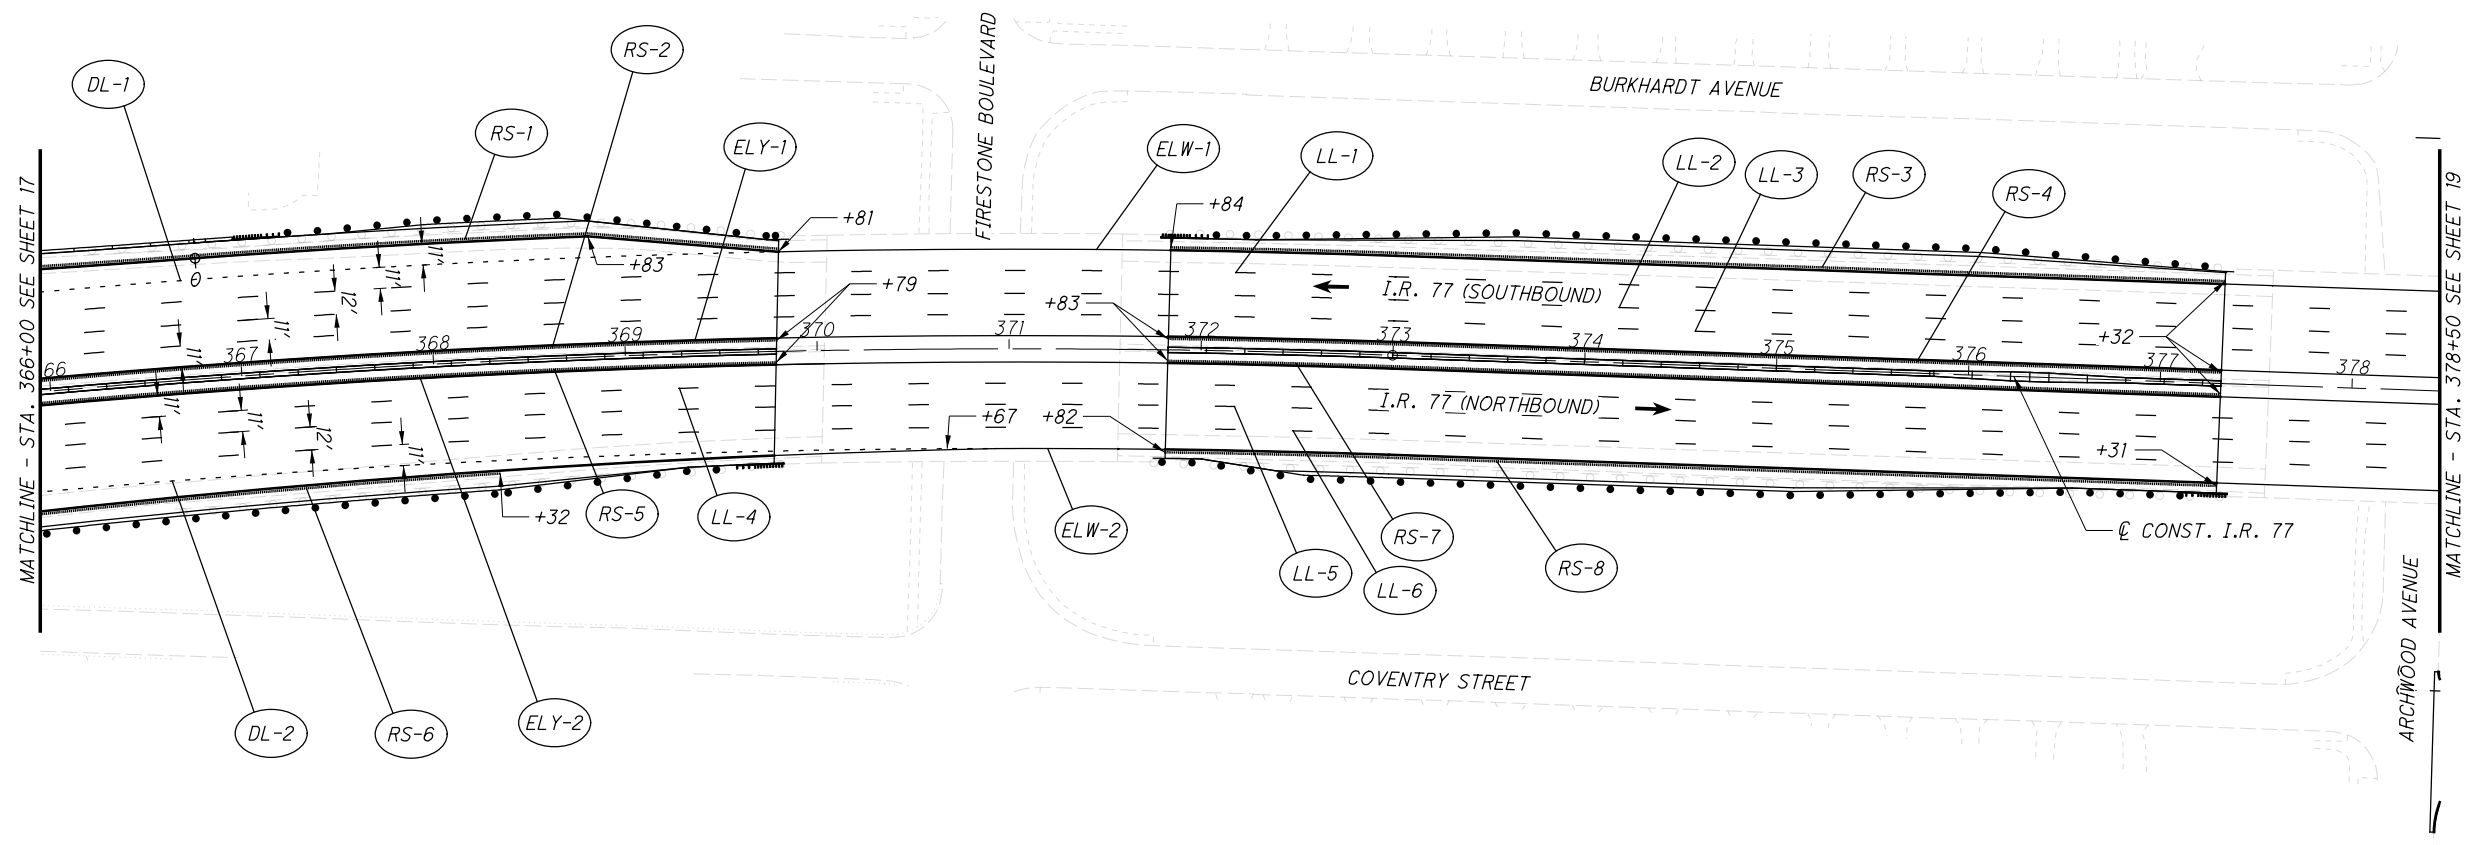 MATCHLINE - STA. 366+00 SEE SHEET 17
DL-1
RS-1
RS-2
ELY-1
FIRESTONE BOULEVARD
ELW-1
LL-1
BURKHARDT AVENUE
LL-2
LL-3
RS-3
RS-4
MATCHLINE - STA. 378+50 SEE SHEET 19
+81
+84
+83
+79
+83
I.R. 77 (SOUTHBOUND)
+32
11'
11'
12'
11'
11'
66
367
368
369
370
371
372
373
374
375
376
377
378
11'
11'
12'
11'
I.R. 77 (NORTHBOUND)
+67
+82
+31
+32
RS-5
LL-4
ELW-2
RS-7
RS-8
LL-5
LL-6
℄ CONST. I.R. 77
DL-2
RS-6
ELY-2
COVENTRY STREET
ARCHWOOD AVENUE